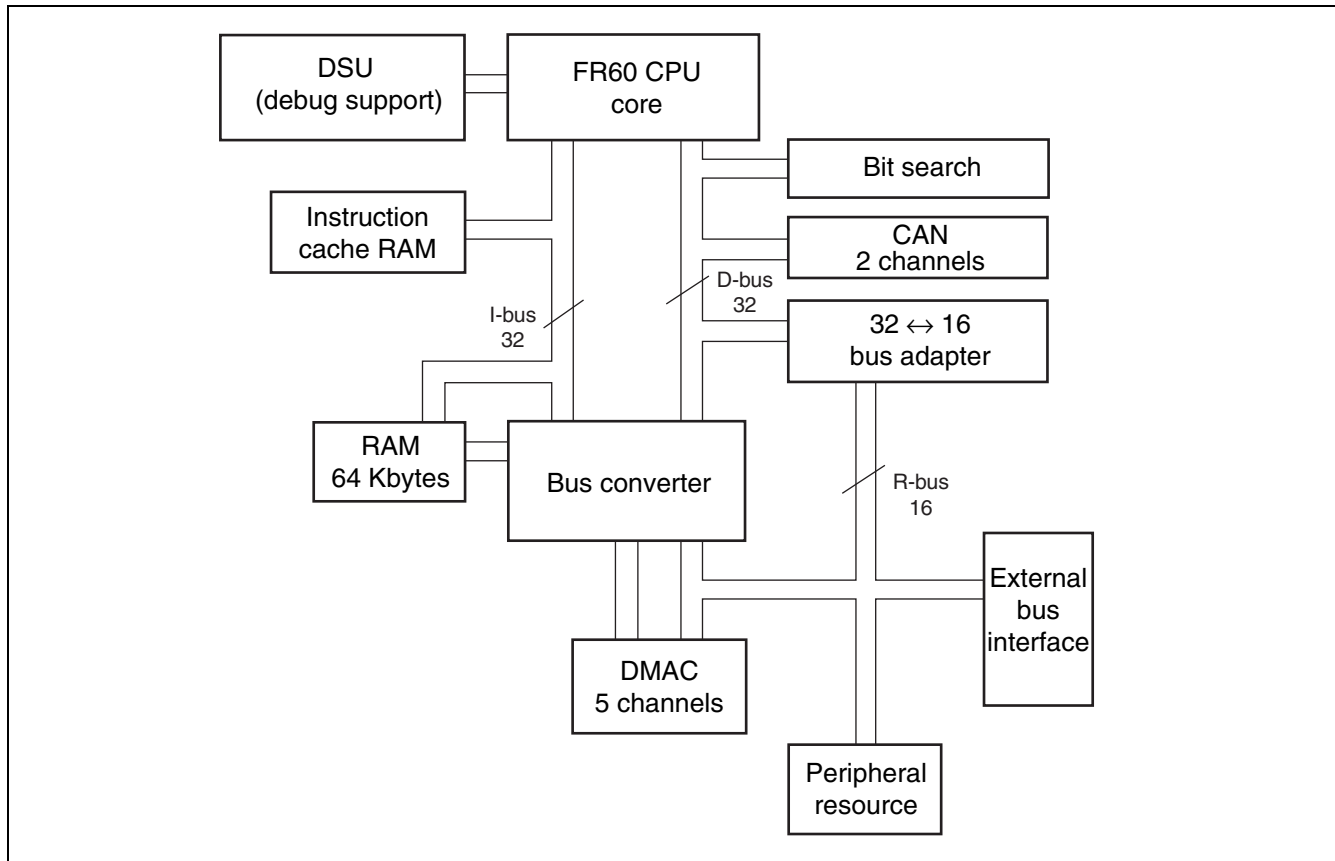 DSU
(debug support)
FR60 CPU
core
Bit search
Instruction
cache RAM
CAN
2 channels
D-bus
32
I-bus
32
32 ↔ 16
bus adapter
RAM
64 Kbytes
Bus converter
R-bus
16
External
bus
interface
DMAC
5 channels
Peripheral
resource